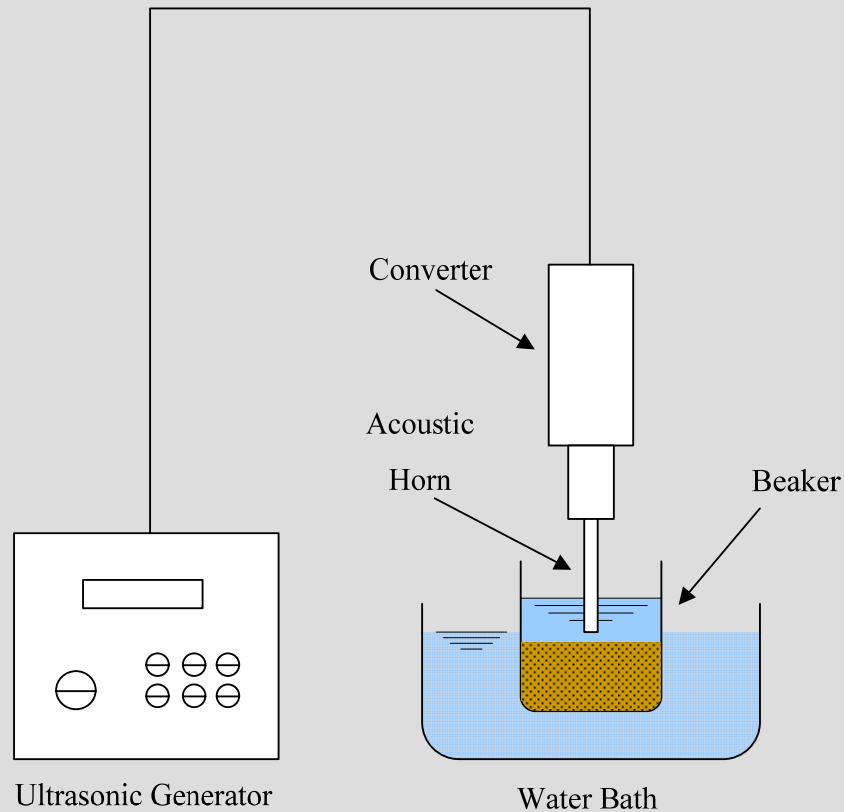 Converter
Acoustic
Horn
Beaker
Ultrasonic Generator
Water Bath